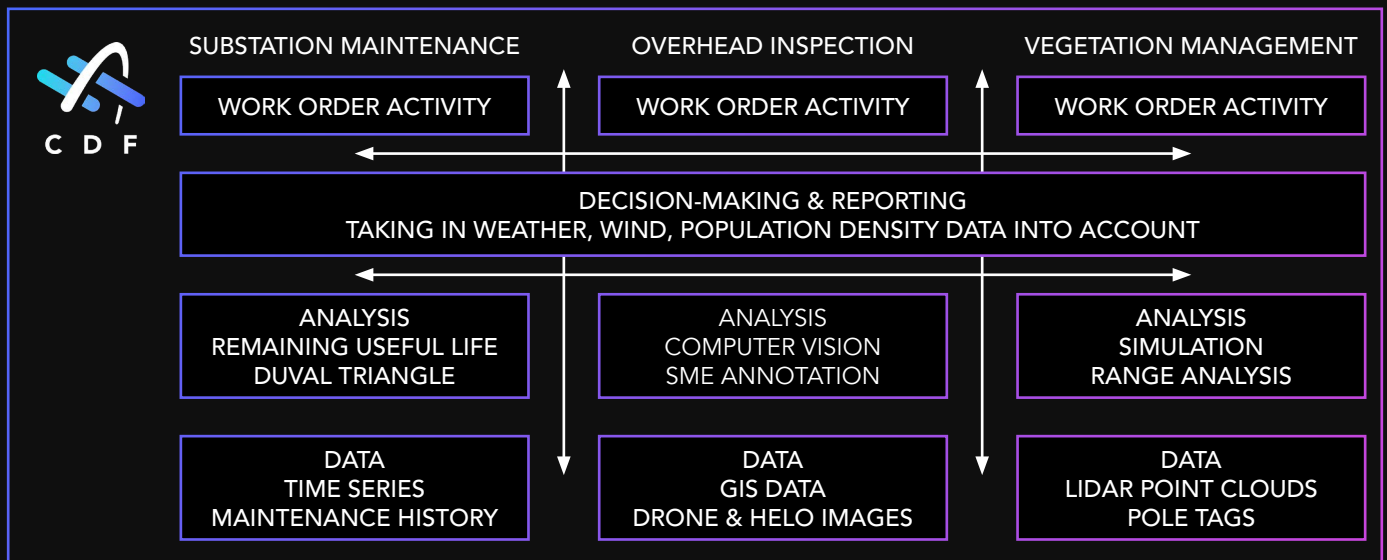 SUBSTATION MAINTENANCE
OVERHEAD INSPECTION
VEGETATION MANAGEMENT
CDF
WORK ORDER ACTIVITY
WORK ORDER ACTIVITY
WORK ORDER ACTIVITY
DECISION-MAKING & REPORTING
TAKING IN WEATHER, WIND, POPULATION DENSITY DATA INTO ACCOUNT
ANALYSIS
REMAINING USEFUL LIFE
DUVAL TRIANGLE
ANALYSIS
COMPUTER VISION
SME ANNOTATION
ANALYSIS
SIMULATION
RANGE ANALYSIS
DATA
TIME SERIES
MAINTENANCE HISTORY
DATA
GIS DATA
DRONE & HELO IMAGES
DATA
LIDAR POINT CLOUDS
POLE TAGS